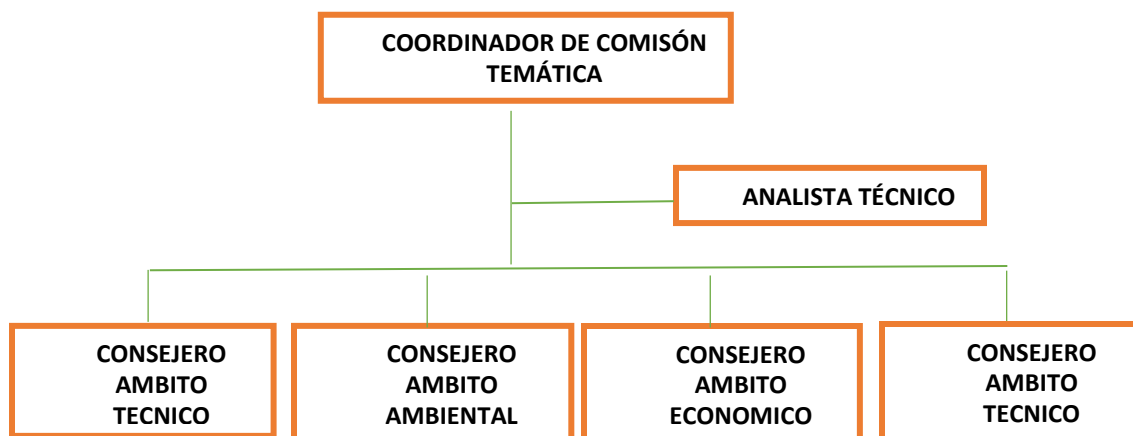 COORDINADOR DE COMISÓN
TEMÁTICA
ANALISTA TÉCNICO
CONSEJERO
AMBITO
TECNICO
CONSEJERO
AMBITO
AMBIENTAL
CONSEJERO
AMBITO
ECONOMICO
CONSEJERO
AMBITO
TECNICO